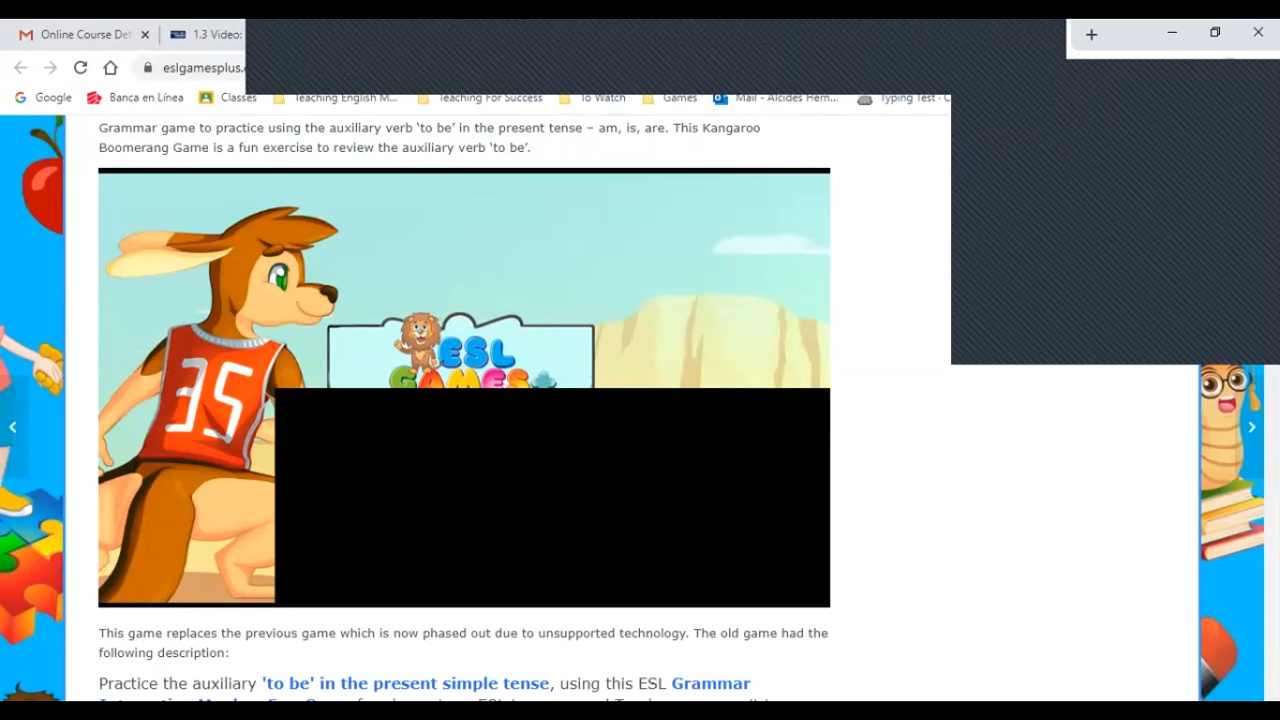 Online Course De
1.3 Video:
eslgamesplus.
Google
Banca en Línea
Classes
Teaching English M...
Teaching For Success
To Watch
Games
Mail - Alcides Hern...
Typing Test - C
Grammar game to practice using the auxiliary verb ‘to be’ in the present tense – am, is, are. This Kangaroo
Boomerang Game is a fun exercise to review the auxiliary verb ‘to be’.
35
ESL
GAMES+
This game replaces the previous game which is now phased out due to unsupported technology. The old game had the
following description:
Practice the auxiliary 'to be' in the present simple tense, using this ESL Grammar